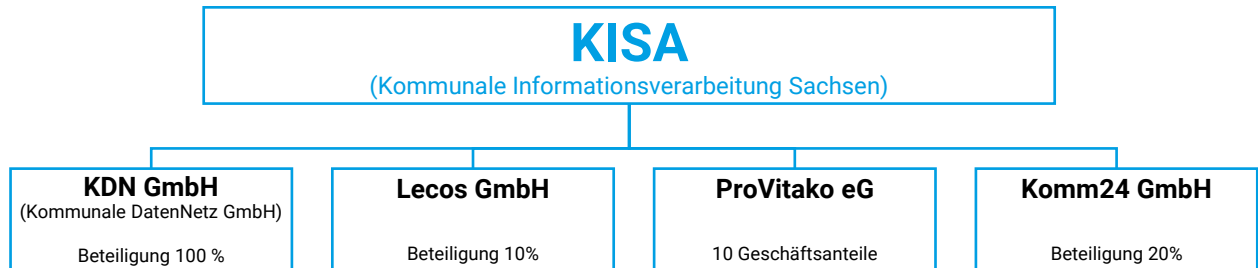 KISA
(Kommunale Informationsverarbeitung Sachsen)
KDN GmbH
(Kommunale DatenNetz GmbH)
Beteiligung 100 %
Lecos GmbH
Beteiligung 10%
ProVitako eG
10 Geschäftsanteile
Komm24 GmbH
Beteiligung 20%